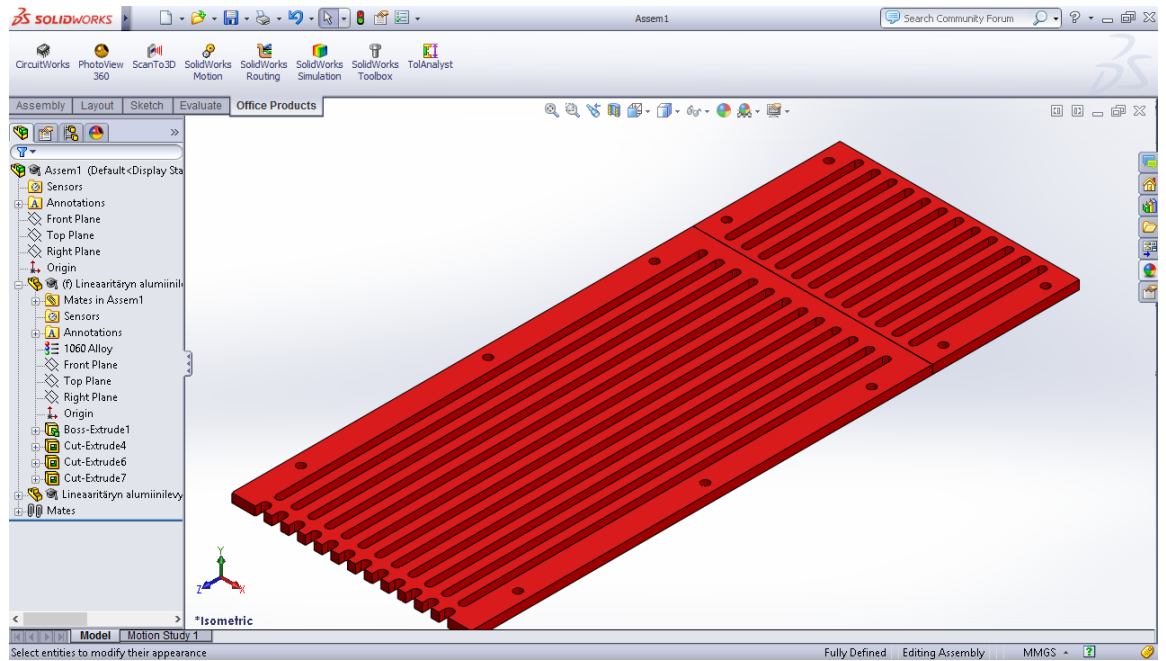 SOLIDWORKS
Assem1
Search Community Forum
CircuitWorks
PhotoView 360
ScanTo3D
SolidWorks Motion
SolidWorks Routing
SolidWorks Simulation
SolidWorks Toolbox
TolAnalyst
Assembly Layout Sketch Evaluate Office Products
Assem1 (Default<Display Sta
Sensors
Annotations
Front Plane
Top Plane
Right Plane
Origin
(f) Lineaaritäryn alumiinil
Mates in Assem1
Sensors
Annotations
1060 Alloy
Front Plane
Top Plane
Right Plane
Origin
Boss-Extrude1
Cut-Extrude4
Cut-Extrude6
Cut-Extrude7
Lineaaritäryn alumiinilevy
Mates
Y
Z X
*Isometric
Model Motion Study 1
Select entities to modify their appearance
Fully Defined Editing Assembly MMGS